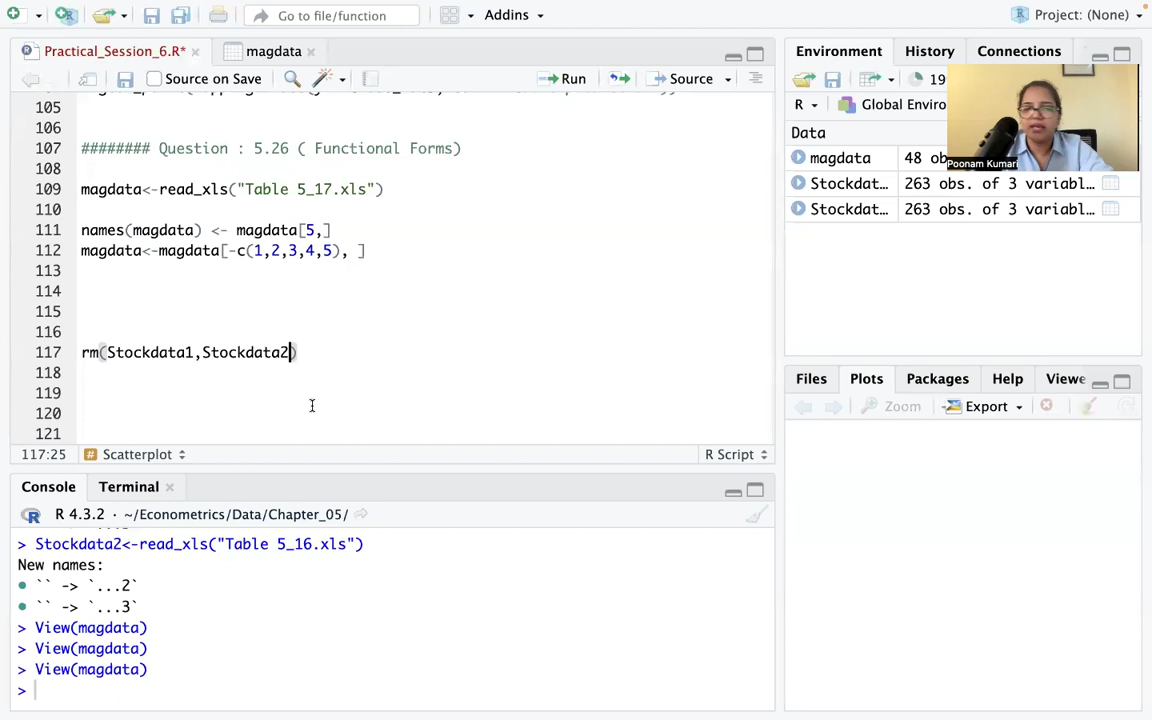 Go to file/function
Addins
Project: (None)
Practical_Session_6.R*
magdata
Source on Save
Run
Source
105
106
107 ######## Question : 5.26 ( Functional Forms)
108
109 magdata<-read_xls("Table 5_17.xls")
110
111 names(magdata) <- magdata[5,]
112 magdata<-magdata[-c(1,2,3,4,5), ]
113
114
115
116
117 rm(Stockdata1,Stockdata2)
118
119
120
121
117:25 # Scatterplot R Script
Console Terminal
R 4.3.2 · ~/Econometrics/Data/Chapter_05/
> Stockdata2<-read_xls("Table 5_16.xls")
New names:
• `` -> `...2`
• `` -> `...3`
> View(magdata)
> View(magdata)
> View(magdata)
>
Environment History Connections
19
R Global Enviro
Data
magdata 48 ob
Stockdat… 263 obs. of 3 variabl…
Stockdat… 263 obs. of 3 variabl…
Poonam Kumari
Files Plots Packages Help Viewe
Zoom Export